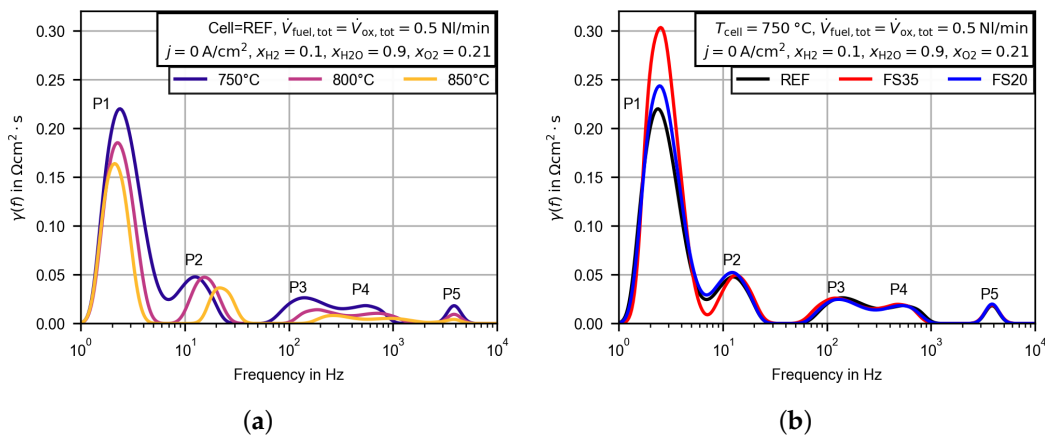 Cell=REF, V̇fuel,tot = V̇ox,tot = 0.5 Nl/min
j = 0 A/cm², xH2 = 0.1, xH2O = 0.9, xO2 = 0.21
750°C 800°C 850°C
0.30
0.25
0.20
0.15
0.10
0.05
0.00
γ(f) in Ωcm² · s
P1
P2
P3
P4
P5
10⁰ 10¹ 10² 10³ 10⁴
Frequency in Hz
(a)
Tcell = 750 °C, V̇fuel,tot = V̇ox,tot = 0.5 Nl/min
j = 0 A/cm², xH2 = 0.1, xH2O = 0.9, xO2 = 0.21
REF FS35 FS20
0.30
0.25
0.20
0.15
0.10
0.05
0.00
γ(f) in Ωcm² · s
P1
P2
P3
P4
P5
10⁰ 10¹ 10² 10³ 10⁴
Frequency in Hz
(b)